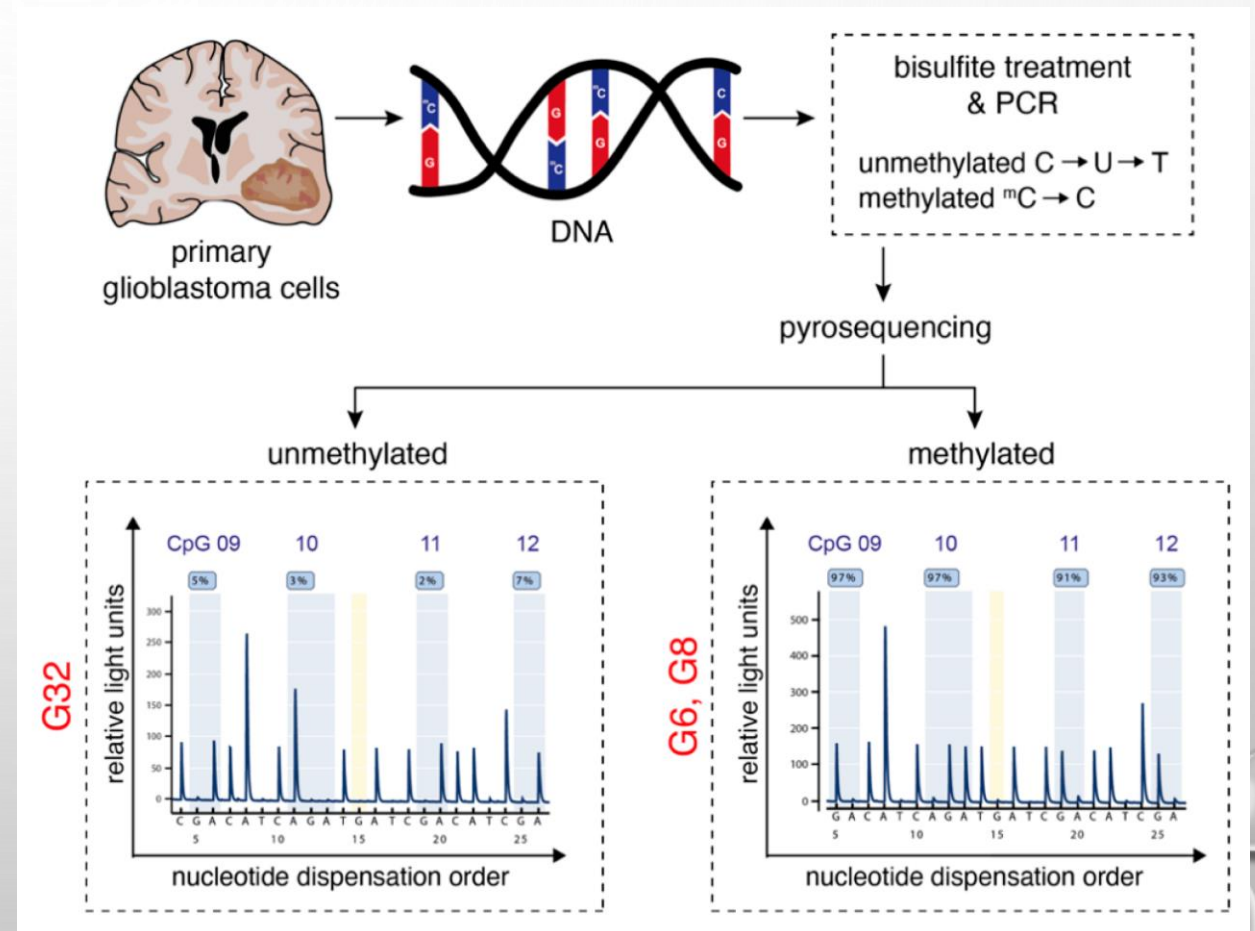 bisulfite treatment
& PCR
unmethylated C → U → T
methylated ᵐC → C
ᵐC
G
G
ᵐC
ᵐC
G
C
G
DNA
primary
glioblastoma cells
pyrosequencing
unmethylated
methylated
G32
relative light units
CpG 09 10 11 12
5% 3% 2% 7%
300
250
200
150
100
50
0
C G A C A T C A G A T G A T C G A C A T C G A
5 10 15 20 25
nucleotide dispensation order
G6, G8
relative light units
CpG 09 10 11 12
97% 97% 91% 93%
500
400
300
200
100
0
G A C A T C A G A T G A T C G A C A T C G A
5 10 15 20 25
nucleotide dispensation order